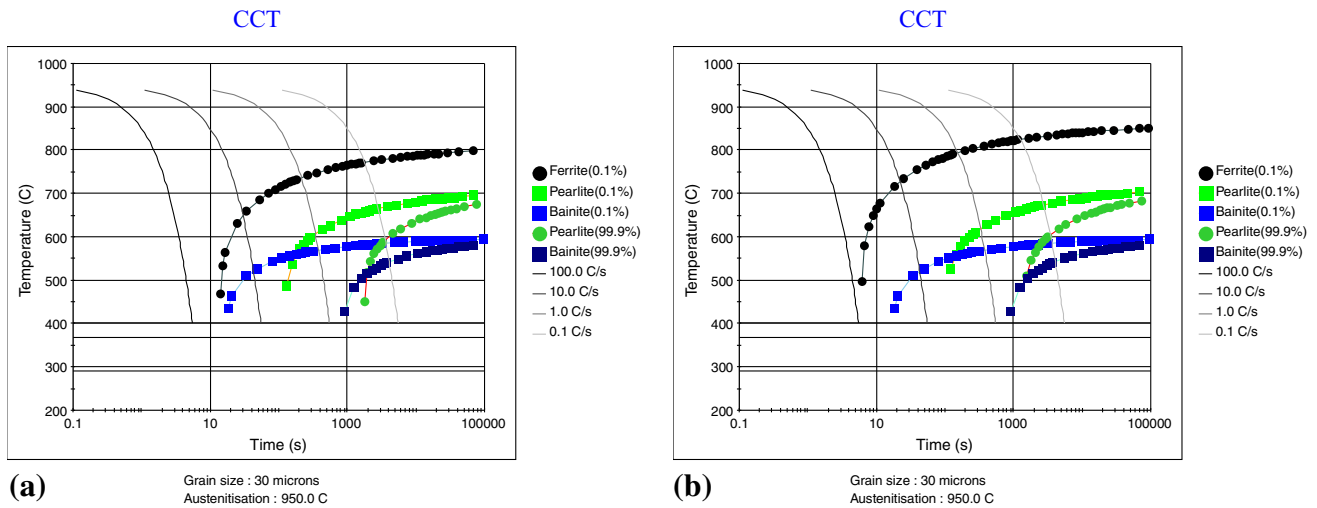 CCT
1000
900
800
700
600
500
400
300
200
Temperature (C)
0.1
10
1000
100000
Time (s)
Ferrite(0.1%)
Pearlite(0.1%)
Bainite(0.1%)
Pearlite(99.9%)
Bainite(99.9%)
100.0 C/s
10.0 C/s
1.0 C/s
0.1 C/s
(a)
Grain size : 30 microns
Austenitisation : 950.0 C
CCT
1000
900
800
700
600
500
400
300
200
Temperature (C)
0.1
10
1000
100000
Time (s)
Ferrite(0.1%)
Pearlite(0.1%)
Bainite(0.1%)
Pearlite(99.9%)
Bainite(99.9%)
100.0 C/s
10.0 C/s
1.0 C/s
0.1 C/s
(b)
Grain size : 30 microns
Austenitisation : 950.0 C